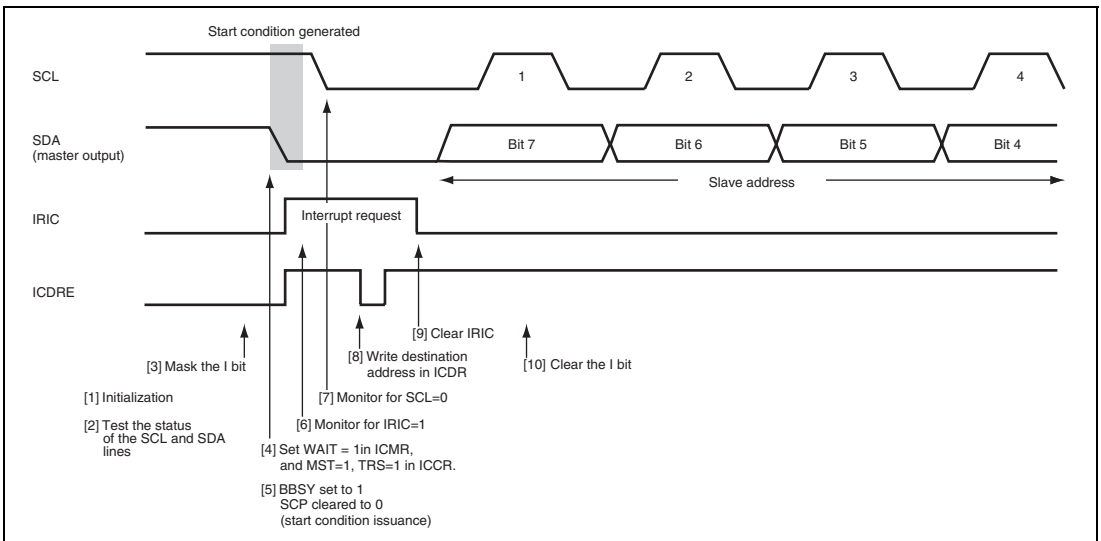 Start condition generated
SCL
1
2
3
4
SDA
(master output)
Bit 7
Bit 6
Bit 5
Bit 4
Slave address
IRIC
Interrupt request
ICDRE
[9] Clear IRIC
[8] Write destination
address in ICDR
[10] Clear the I bit
[3] Mask the I bit
[7] Monitor for SCL=0
[1] Initialization
[6] Monitor for IRIC=1
[2] Test the status
of the SCL and SDA
lines
[4] Set WAIT = 1in ICMR,
and MST=1, TRS=1 in ICCR.
[5] BBSY set to 1
SCP cleared to 0
(start condition issuance)